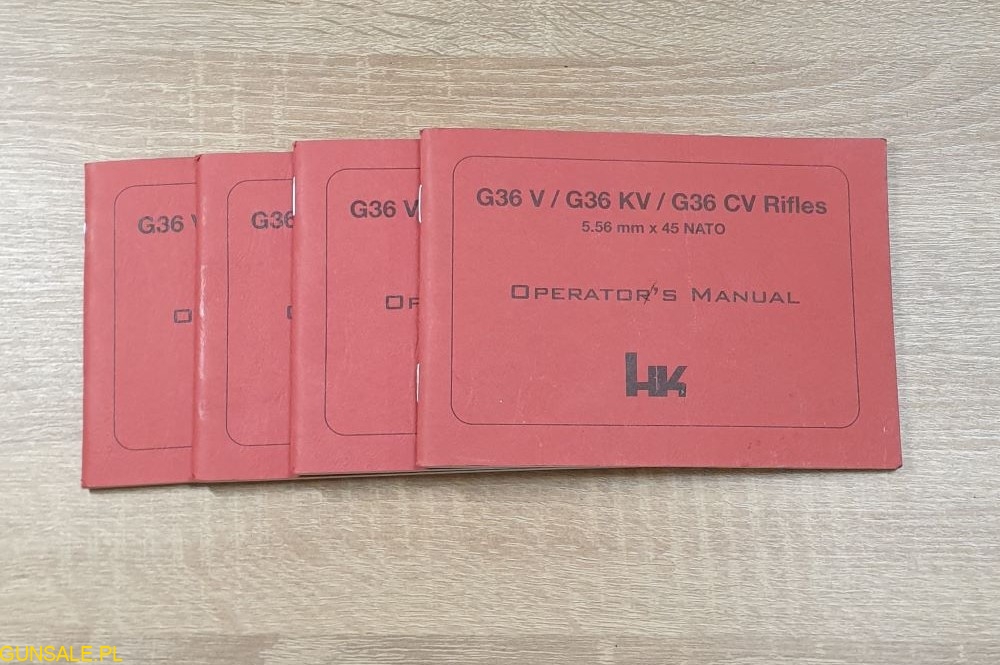 G36 V
O
G36
G36 V
OP
G36 V / G36 KV / G36 CV Rifles
5.56 mm x 45 NATO
OPERATOR'S MANUAL
HK
GUNSALE.PL